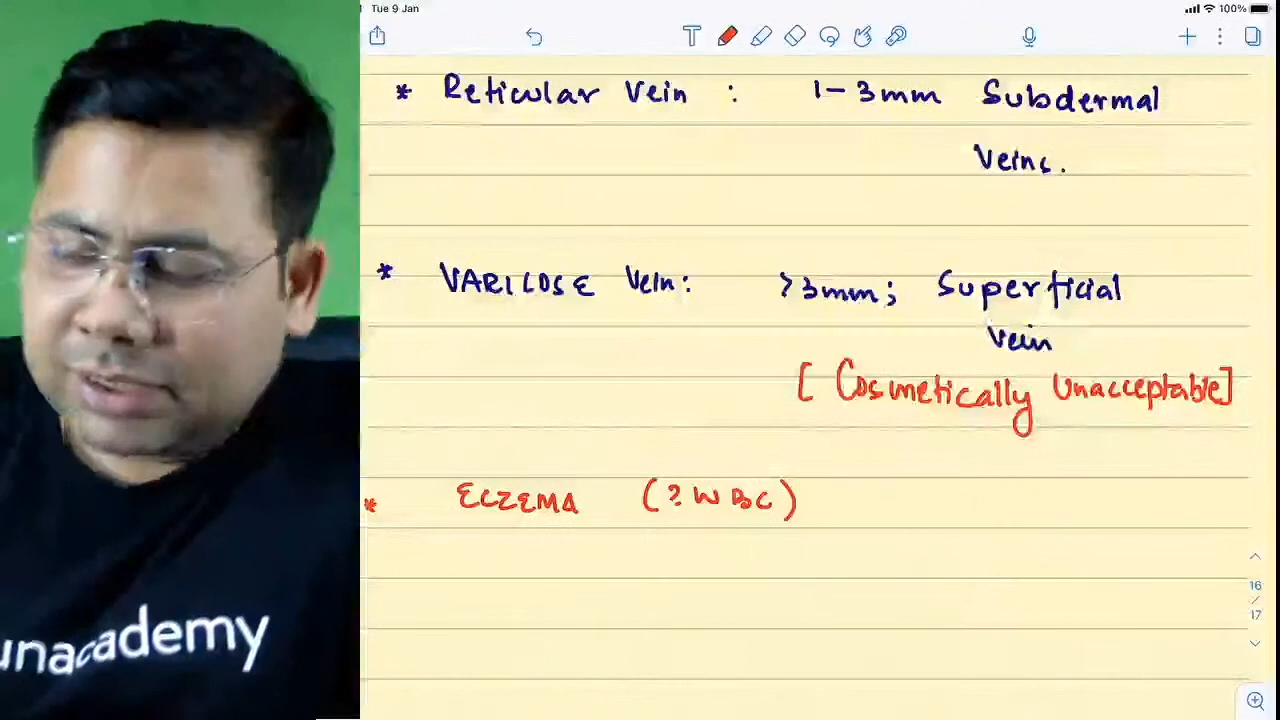 Tue 9 Jan
100%
* Reticular Vein : 1-3mm Subdermal
Veins.
* VARICOSE Vein: >3mm; Superficial
Vein
[Cosmetically Unacceptable]
* ECZEMA (? WBC)
16
/
17
unacademy